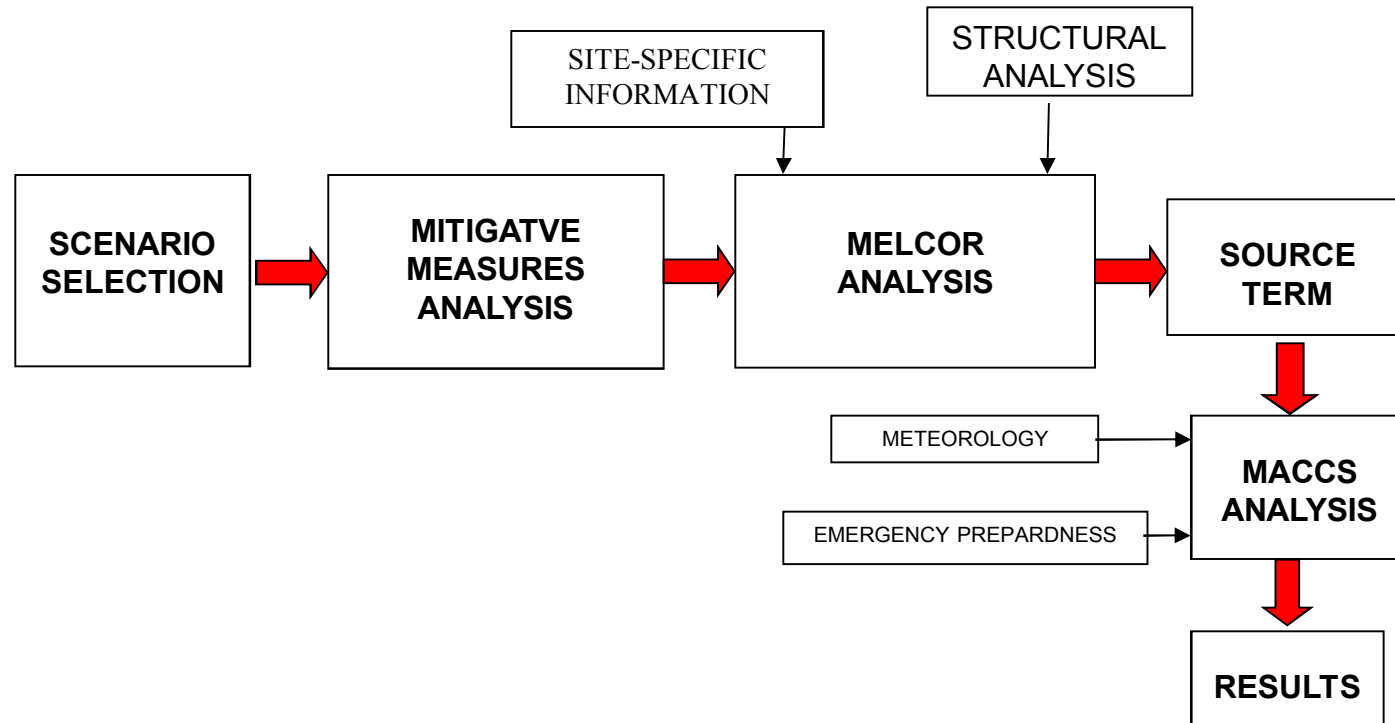 SITE-SPECIFIC
INFORMATION
STRUCTURAL
ANALYSIS
SCENARIO
SELECTION
MITIGATVE
MEASURES
ANALYSIS
MELCOR
ANALYSIS
SOURCE
TERM
METEOROLOGY
EMERGENCY PREPARDNESS
MACCS
ANALYSIS
RESULTS